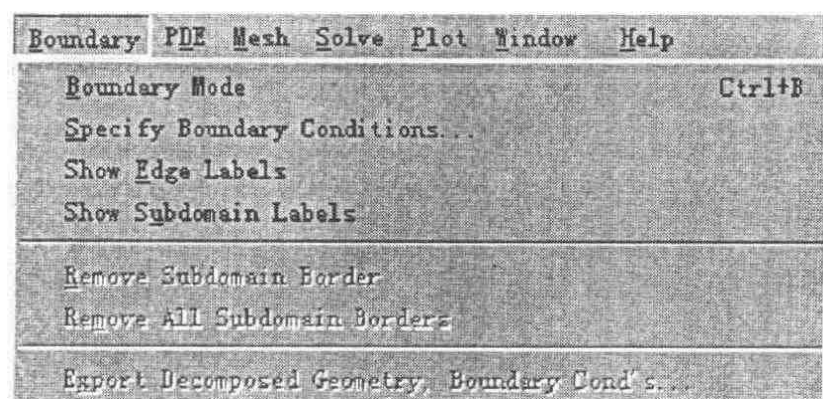 Boundary PDE Mesh Solve Plot Window Help
Boundary Mode Ctrl+B
Specify Boundary Conditions...
Show Edge Labels
Show Subdomain Labels
Remove Subdomain Border
Remove All Subdomain Borders
Export Decomposed Geometry, Boundary Cond's...